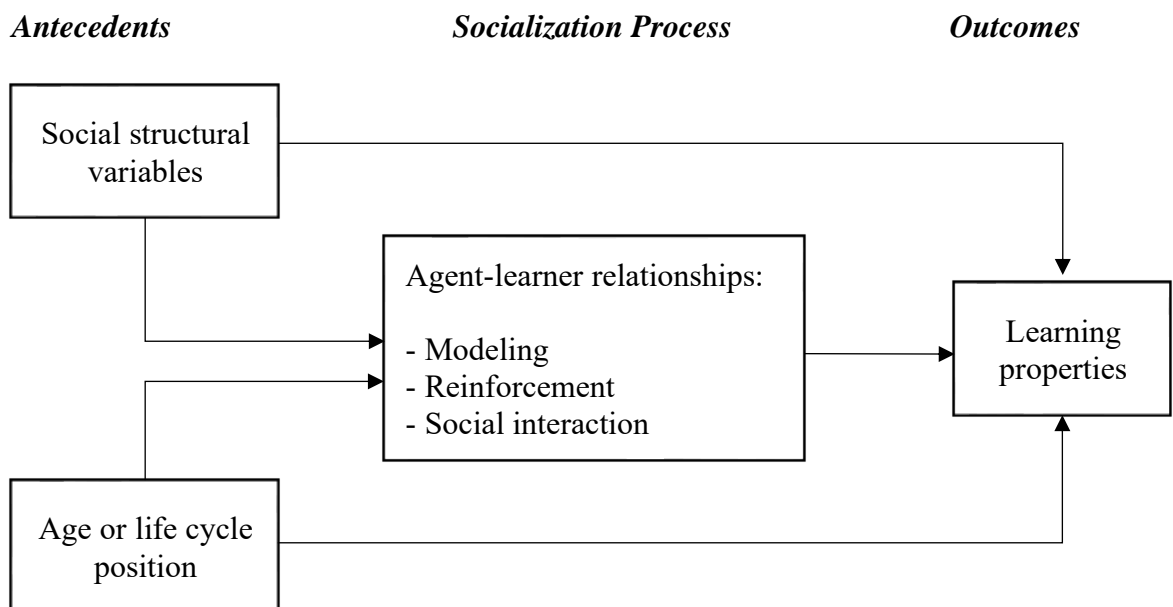 Antecedents Socialization Process Outcomes
Social structural
variables
Agent-learner relationships:
- Modeling
- Reinforcement
- Social interaction
Learning
properties
Age or life cycle
position